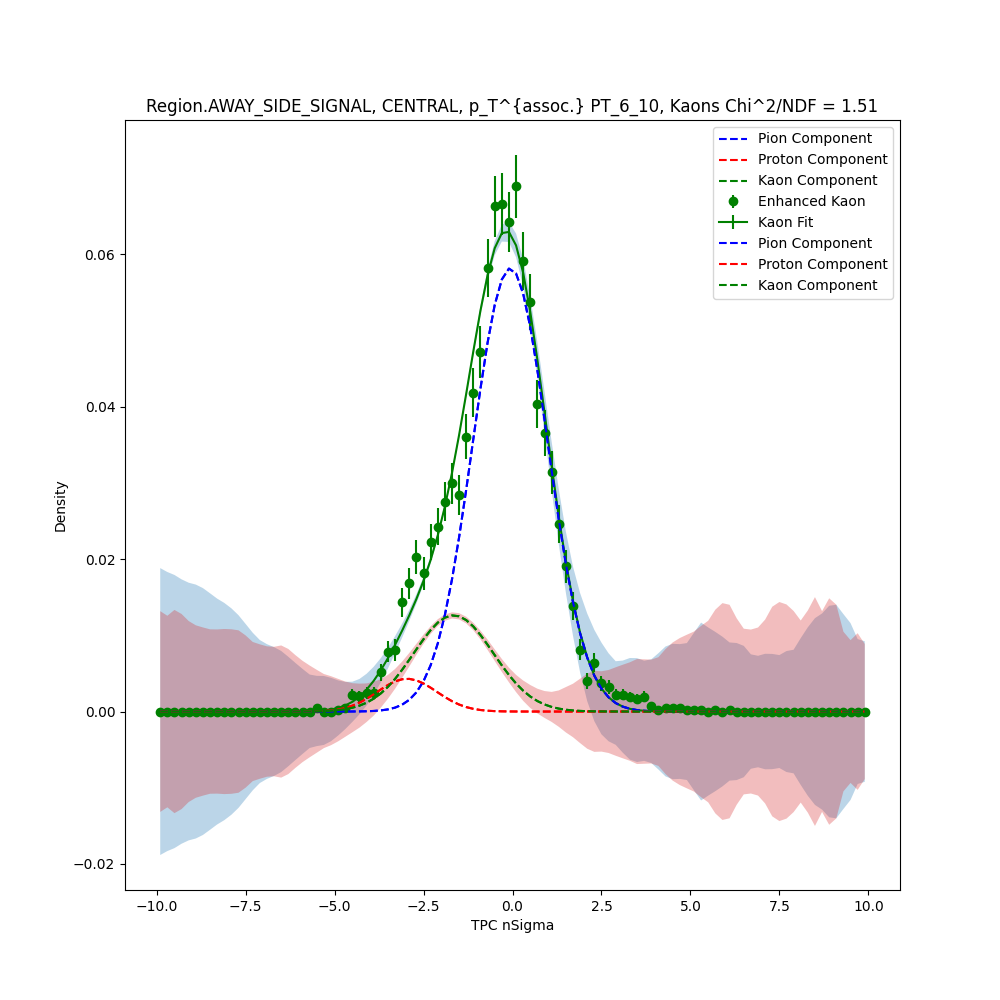 Region.AWAY_SIDE_SIGNAL, CENTRAL, p_T^{assoc.} PT_6_10, Kaons Chi^2/NDF = 1.51
Pion Component
Proton Component
Kaon Component
Enhanced Kaon
Kaon Fit
Pion Component
Proton Component
Kaon Component
0.06
0.04
0.02
0.00
−0.02
Density
−10.0 −7.5 −5.0 −2.5 0.0 2.5 5.0 7.5 10.0
TPC nSigma